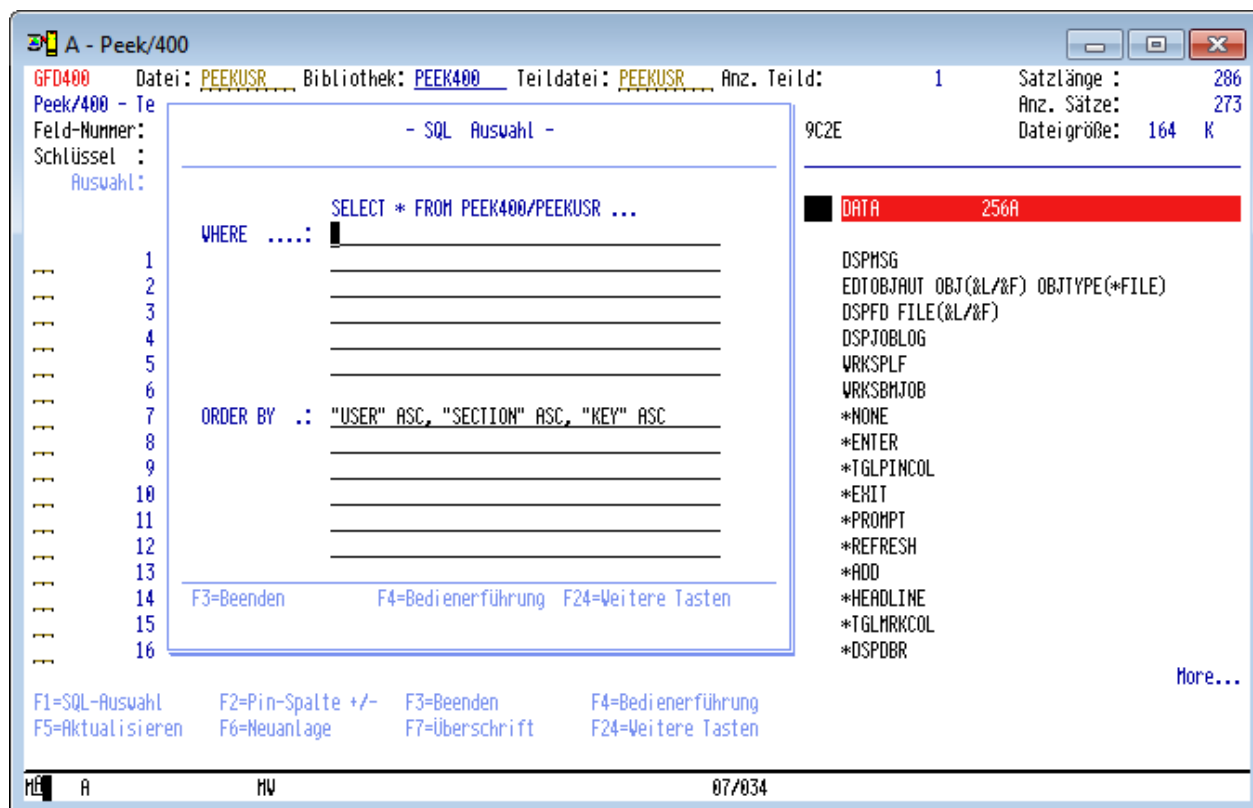 A - Peek/400
GFD400 Datei: PEEKUSR Bibliothek: PEEK400 Teildatei: PEEKUSR Anz. Teild: 1 Satzlänge : 286
Peek/400 - Te Anz. Sätze: 273
Feld-Nummer: - SQL Auswahl - 9C2E Dateigröße: 164 K
Schlüssel :
Auswahl:
SELECT * FROM PEEK400/PEEKUSR ... DATA 256A
WHERE ....:
1 DSPMSG
2 EDTOBJAUT OBJ(&L/&F) OBJTYPE(*FILE)
3 DSPFD FILE(&L/&F)
4 DSPJOBLOG
5 WRKSPLF
6 WRKSBMJOB
7 ORDER BY .: "USER" ASC, "SECTION" ASC, "KEY" ASC *NONE
8 *ENTER
9 *TGLPINCOL
10 *EXIT
11 *PROMPT
12 *REFRESH
13 *ADD
14 F3=Beenden F4=Bedienerführung F24=Weitere Tasten *HEADLINE
15 *TGLMRKCOL
16 *DSPDBR
More...
F1=SQL-Auswahl F2=Pin-Spalte +/- F3=Beenden F4=Bedienerführung
F5=Aktualisieren F6=Neuanlage F7=Überschrift F24=Weitere Tasten
MA A MW 07/034